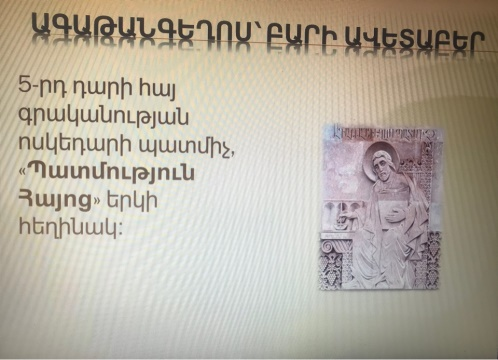 ԱԳԱԹԱՆԳԵՂՈՍ՝ ԲԱՐԻ ԱՎԵՏԱԲԵՐ
5-րդ դարի հայ
գրականության
ոսկեդարի պատմիչ,
«Պատմություն
Հայոց» երկի
հեղինակ: